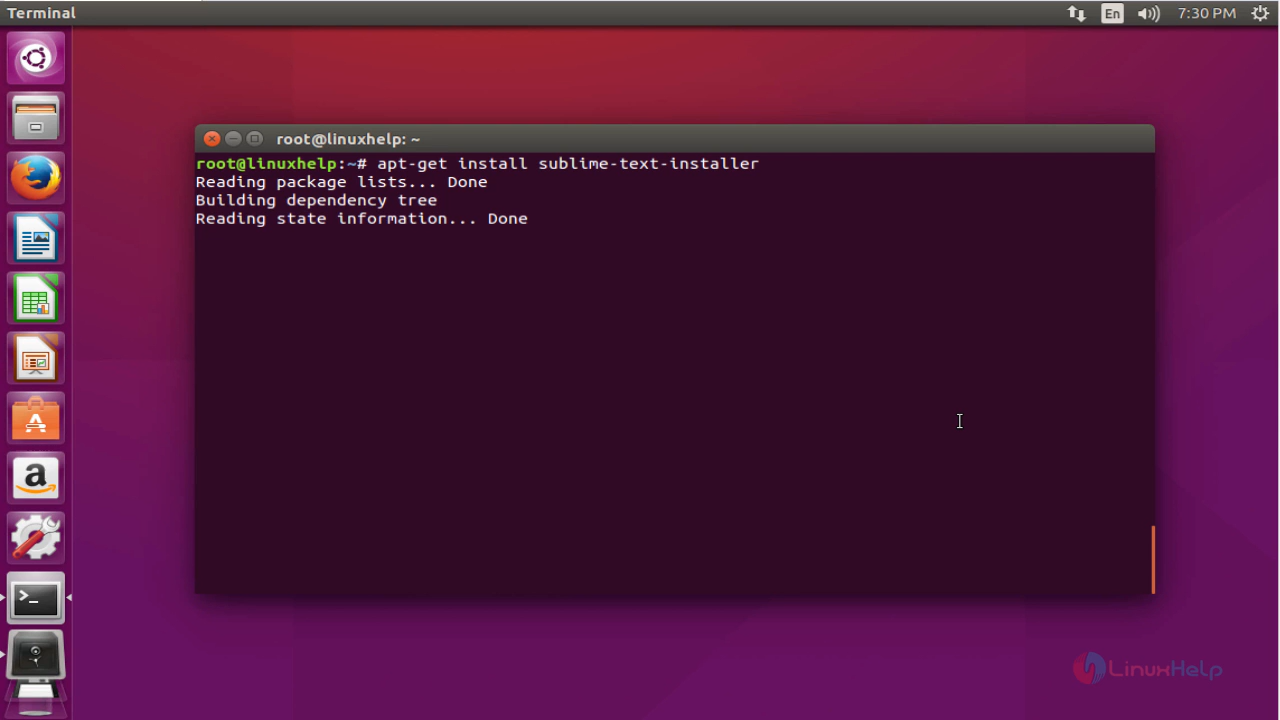 Terminal
En
7:30 PM
root@linuxhelp: ~
root@linuxhelp:~# apt-get install sublime-text-installer
Reading package lists... Done
Building dependency tree
Reading state information... Done
LinuxHelp